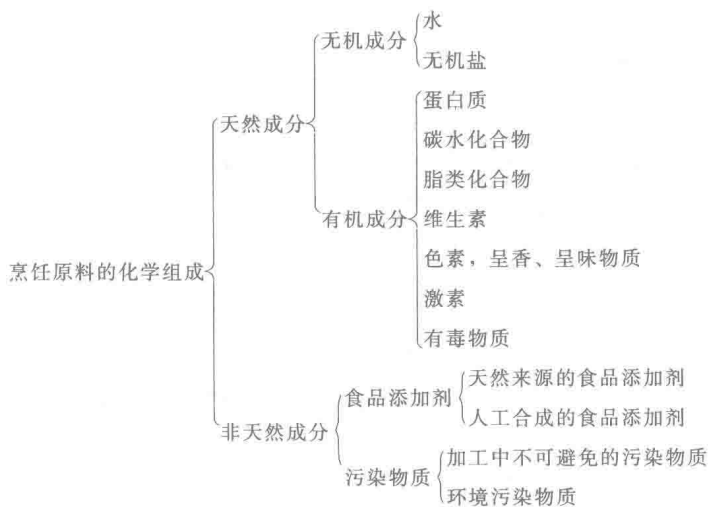 水
无机成分
无机盐
天然成分
蛋白质
碳水化合物
脂类化合物
有机成分
维生素
色素，呈香、呈味物质
激素
有毒物质
烹饪原料的化学组成
非天然成分
食品添加剂
天然来源的食品添加剂
人工合成的食品添加剂
污染物质
加工中不可避免的污染物质
环境污染物质